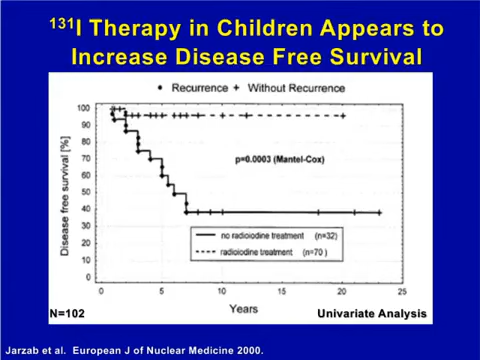 131I Therapy in Children Appears to
Increase Disease Free Survival
Recurrence + Without Recurrence
Disease free survival [%]
100
90
80
70
60
50
40
30
20
10
0
p=0.0003 (Mantel-Cox)
no radioiodine treatment (n=32)
radioiodine treatment (n=70)
0 5 10 15 20 25
N=102 Years Univariate Analysis
Jarzab et al. European J of Nuclear Medicine 2000.